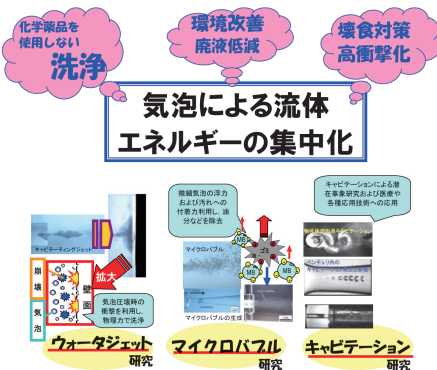 化学薬品を
使用しない
洗浄
環境改善
廃液低減
壊食対策
高衝撃化
気泡による流体
エネルギーの集中化
キャビテーティングジェット
崩壊
気泡
壁面
拡大
気泡圧壊時の
衝撃を利用し、
物理力で洗浄
ウォータジェット
研究
微細気泡の浮力
および汚れへの
付着力利用し、油
分などを除去
マイクロバブル
ゴミ
MB
MB
MB
マイクロバブルの生成
マイクロバブル
研究
キャビテーションによる潜
在事象研究および医療や
各種応用技術への応用
ベンチュリ内の
キャビテーション
研究